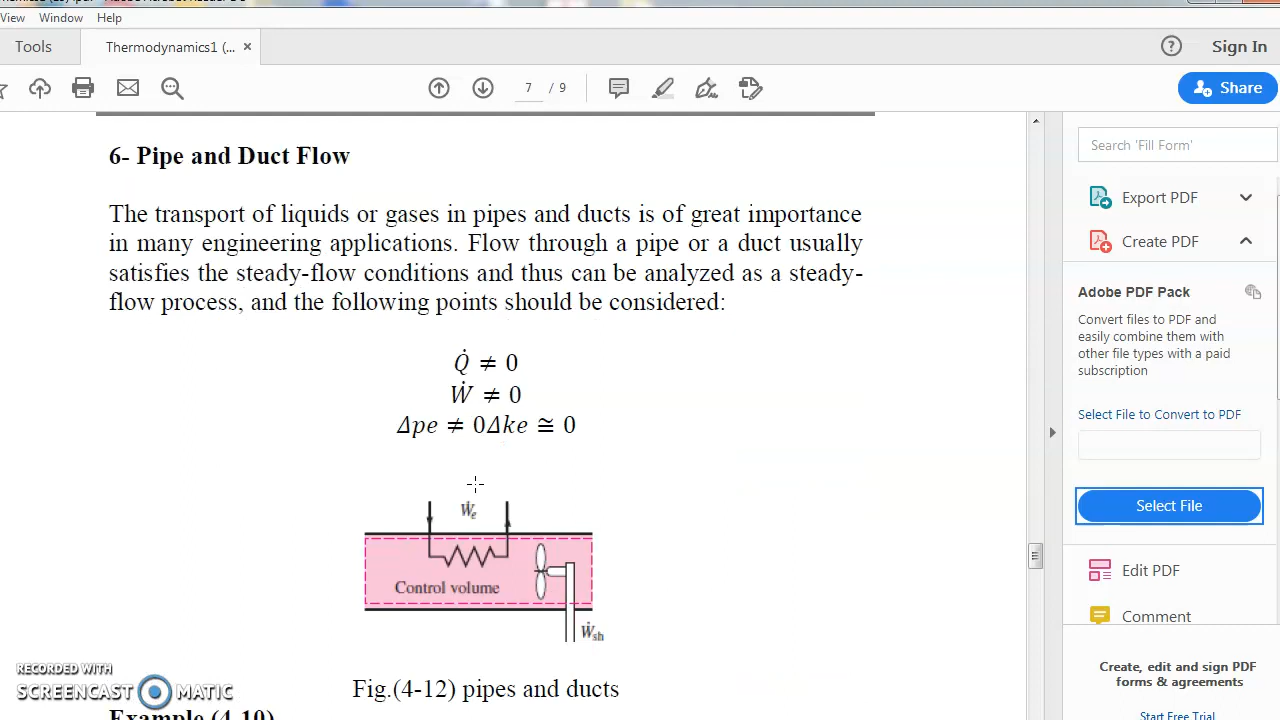 View Window Help
Tools Thermodynamics1 (... × Sign In
7 / 9 Share
6- Pipe and Duct Flow
The transport of liquids or gases in pipes and ducts is of great importance
in many engineering applications. Flow through a pipe or a duct usually
satisfies the steady-flow conditions and thus can be analyzed as a steady-
flow process, and the following points should be considered:
Q̇ ≠ 0
Ẇ ≠ 0
Δpe ≠ 0Δke ≅ 0
Ẇe
Control volume
Ẇsh
Fig.(4-12) pipes and ducts
Example (4-10)
Search 'Fill Form'
Export PDF
Create PDF
Adobe PDF Pack
Convert files to PDF and
easily combine them with
other file types with a paid
subscription
Select File to Convert to PDF
Select File
Edit PDF
Comment
Create, edit and sign PDF
forms & agreements
Start Free Trial
RECORDED WITH
SCREENCAST MATIC